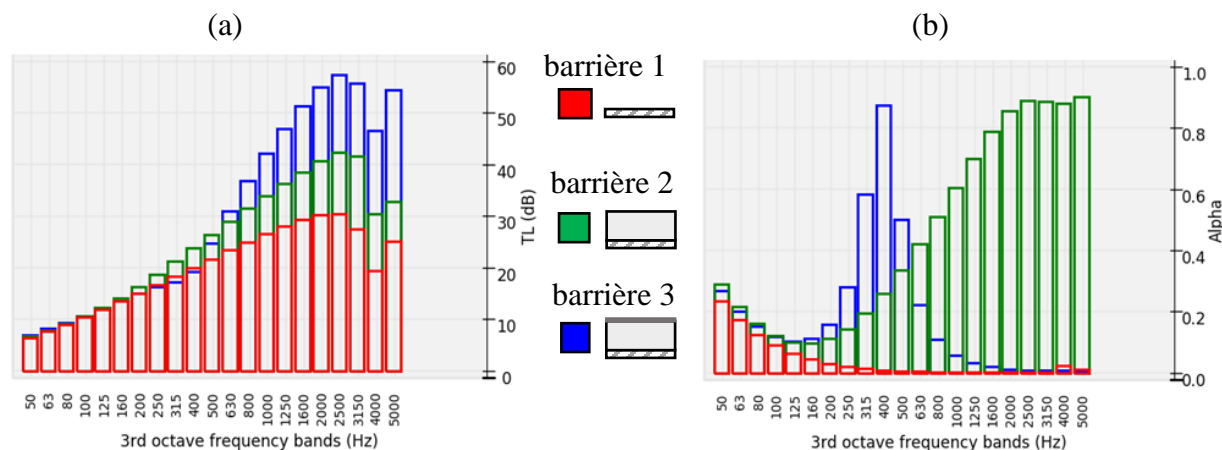 (a)
(b)
60
50
40
30
20
10
0
TL (dB)
50 63 80 100 125 160 200 250 315 400 500 630 800 1000 1250 1600 2000 2500 3150 4000 5000
3rd octave frequency bands (Hz)
barrière 1
barrière 2
barrière 3
1.0
0.8
0.6
0.4
0.2
0.0
Alpha
50 63 80 100 125 160 200 250 315 400 500 630 800 1000 1250 1600 2000 2500 3150 4000 5000
3rd octave frequency bands (Hz)